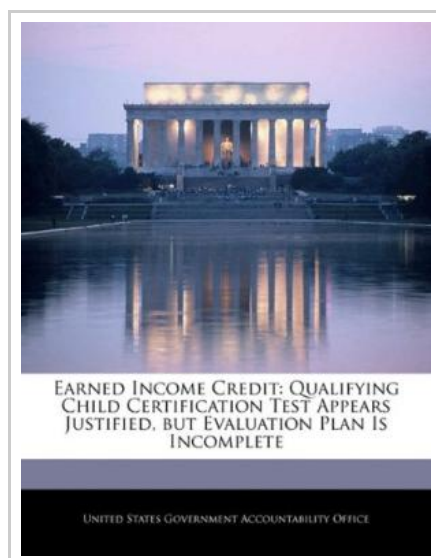 EARNED INCOME CREDIT: QUALIFYING
CHILD CERTIFICATION TEST APPEARS
JUSTIFIED, BUT EVALUATION PLAN IS
INCOMPLETE
UNITED STATES GOVERNMENT ACCOUNTABILITY OFFICE